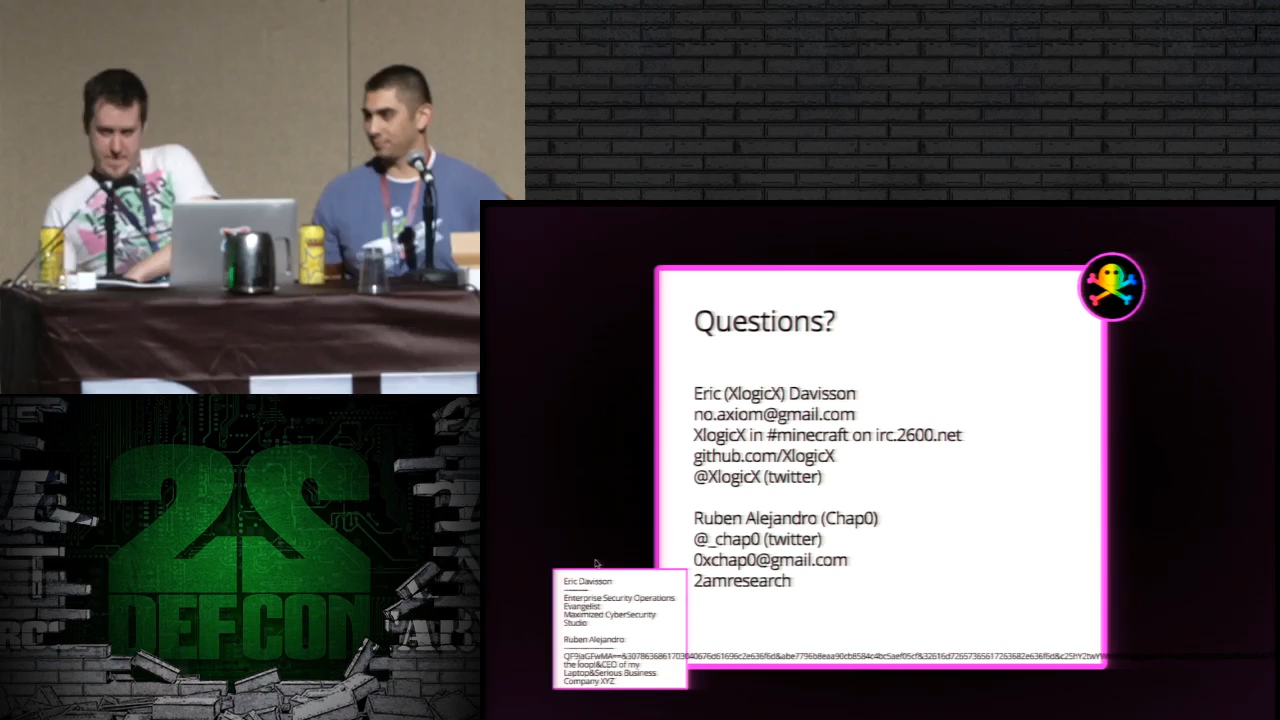 Questions?
Eric (XlogicX) Davisson
no.axiom@gmail.com
XlogicX in #minecraft on irc.2600.net
github.com/XlogicX
@XlogicX (twitter)
Ruben Alejandro (Chap0)
@_chap0 (twitter)
0xchap0@gmail.com
2amresearch
Eric Davisson
Enterprise Security Operations
Evangelist
Maximized CyberSecurity
Studio
Ruben Alejandro
the loop!&CEO of my
Laptop&Serious Business
Company XYZ
22
DEFCON